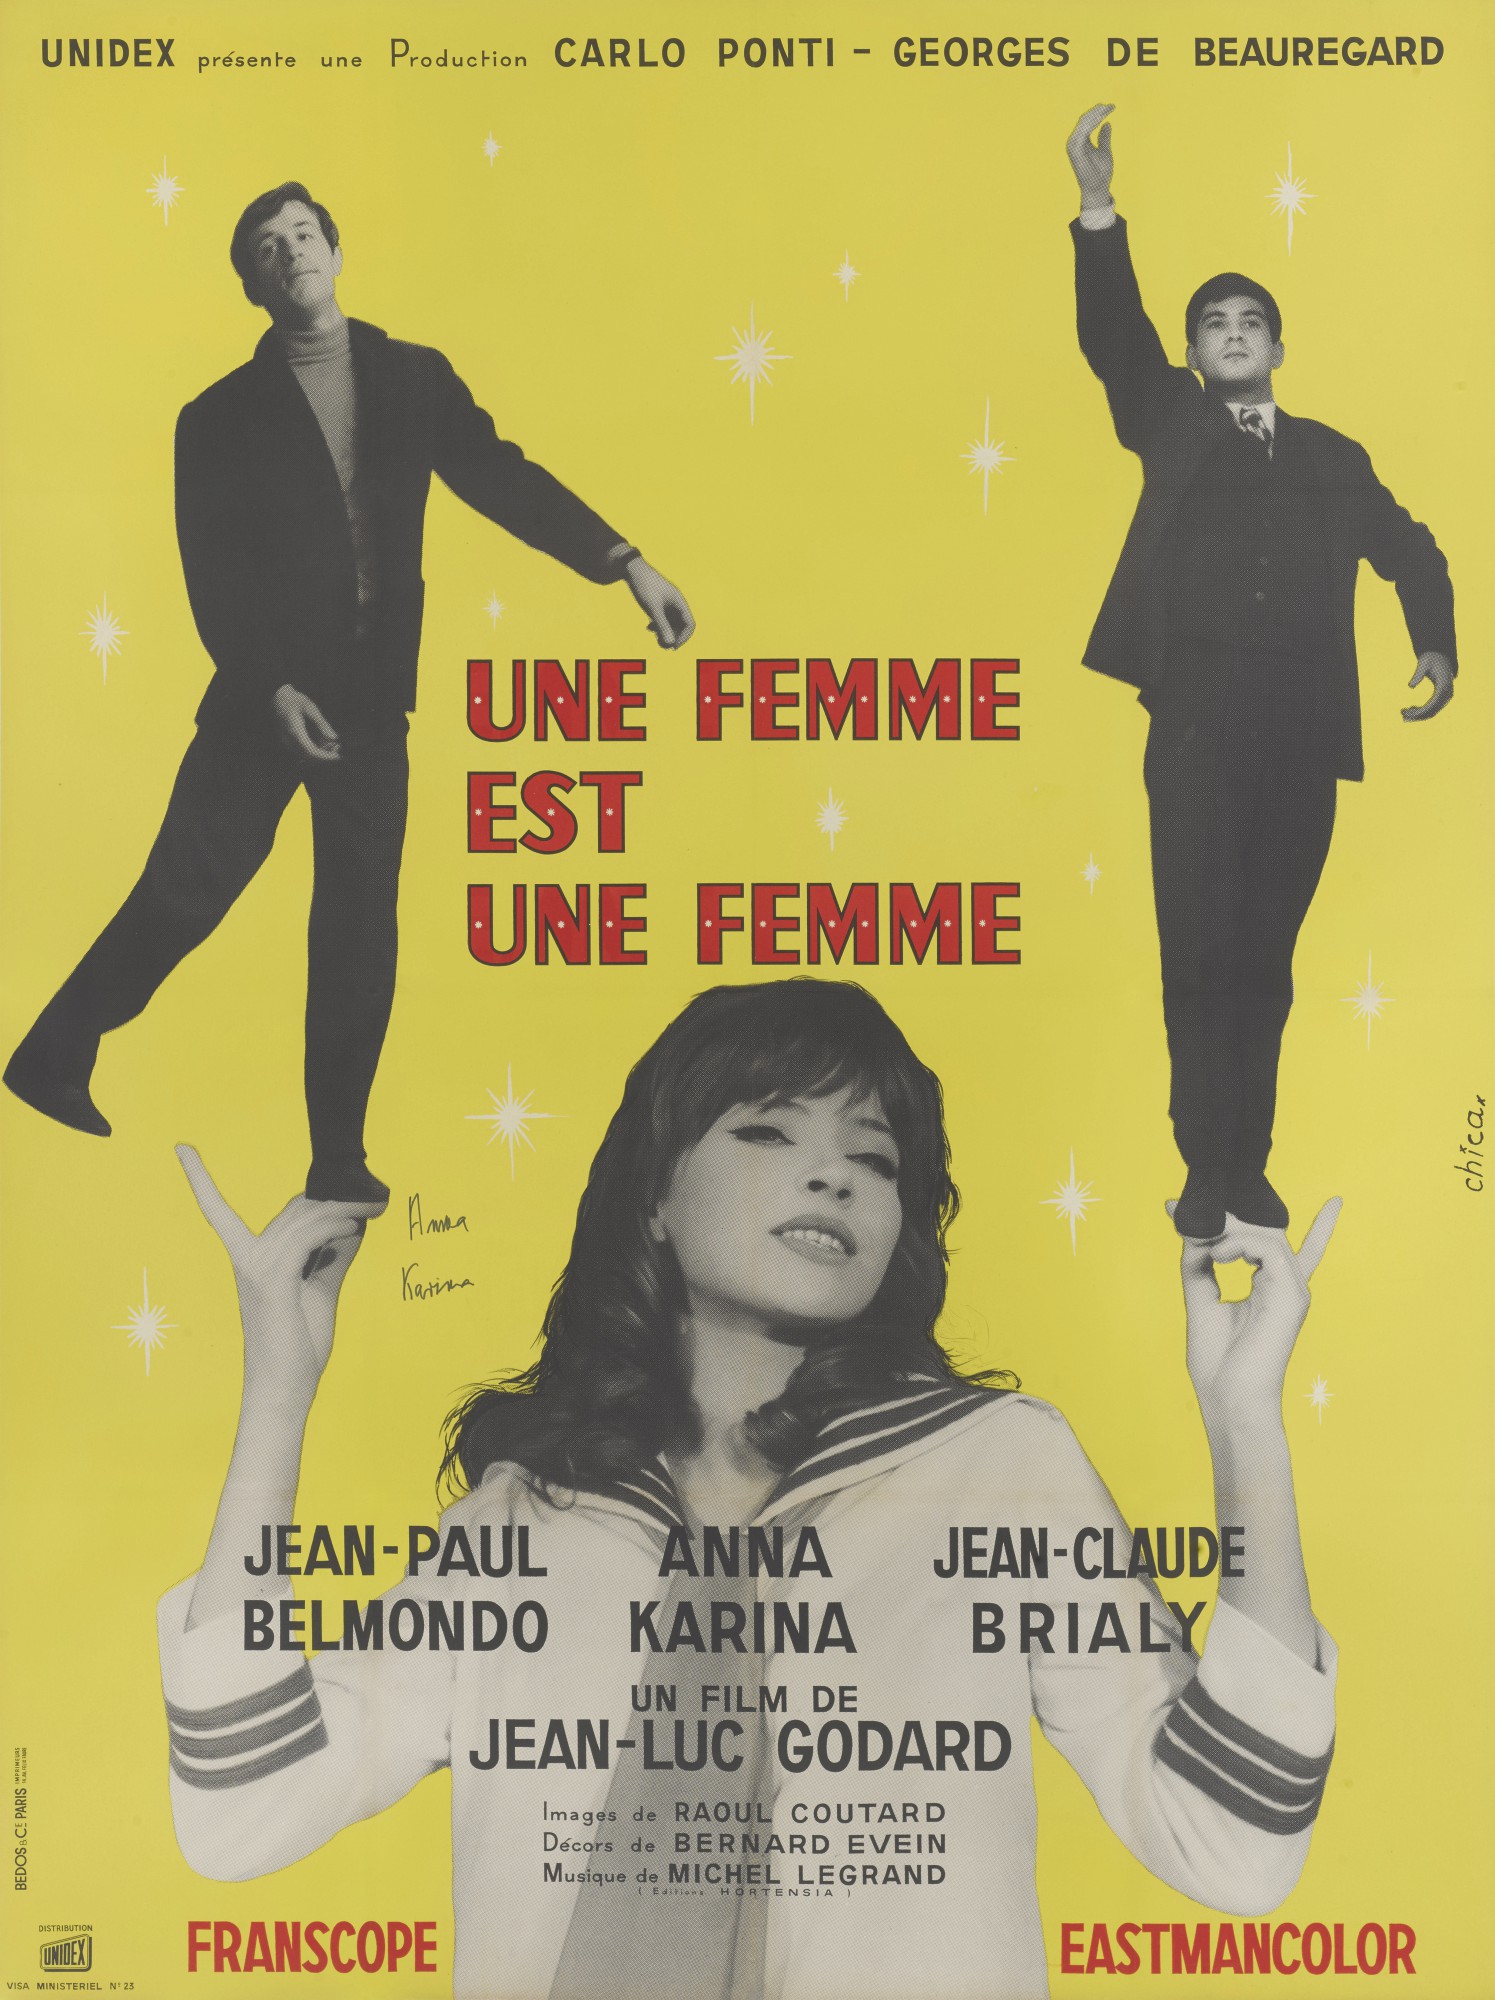 UNIDEX présente une Production CARLO PONTI - GEORGES DE BEAUREGARD
UNE FEMME
EST
UNE FEMME
chica
Anna
Karina
JEAN-PAUL BELMONDO
ANNA KARINA
JEAN-CLAUDE BRIALY
UN FILM DE
JEAN-LUC GODARD
Images de RAOUL COUTARD
Décors de BERNARD EVEIN
Musique de MICHEL LEGRAND
( Editions HORTENSIA )
FRANSCOPE
EASTMANCOLOR
BEDOS & CE PARIS IMPRIMEURS
DISTRIBUTION
UNIDEX
VISA MINISTERIEL N° 23